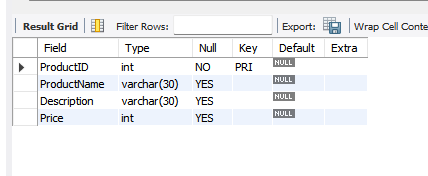 Result Grid Filter Rows: Export: Wrap Cell Conte
Field Type Null Key Default Extra
ProductID int NO PRI NULL
ProductName varchar(30) YES NULL
Description varchar(30) YES NULL
Price int YES NULL